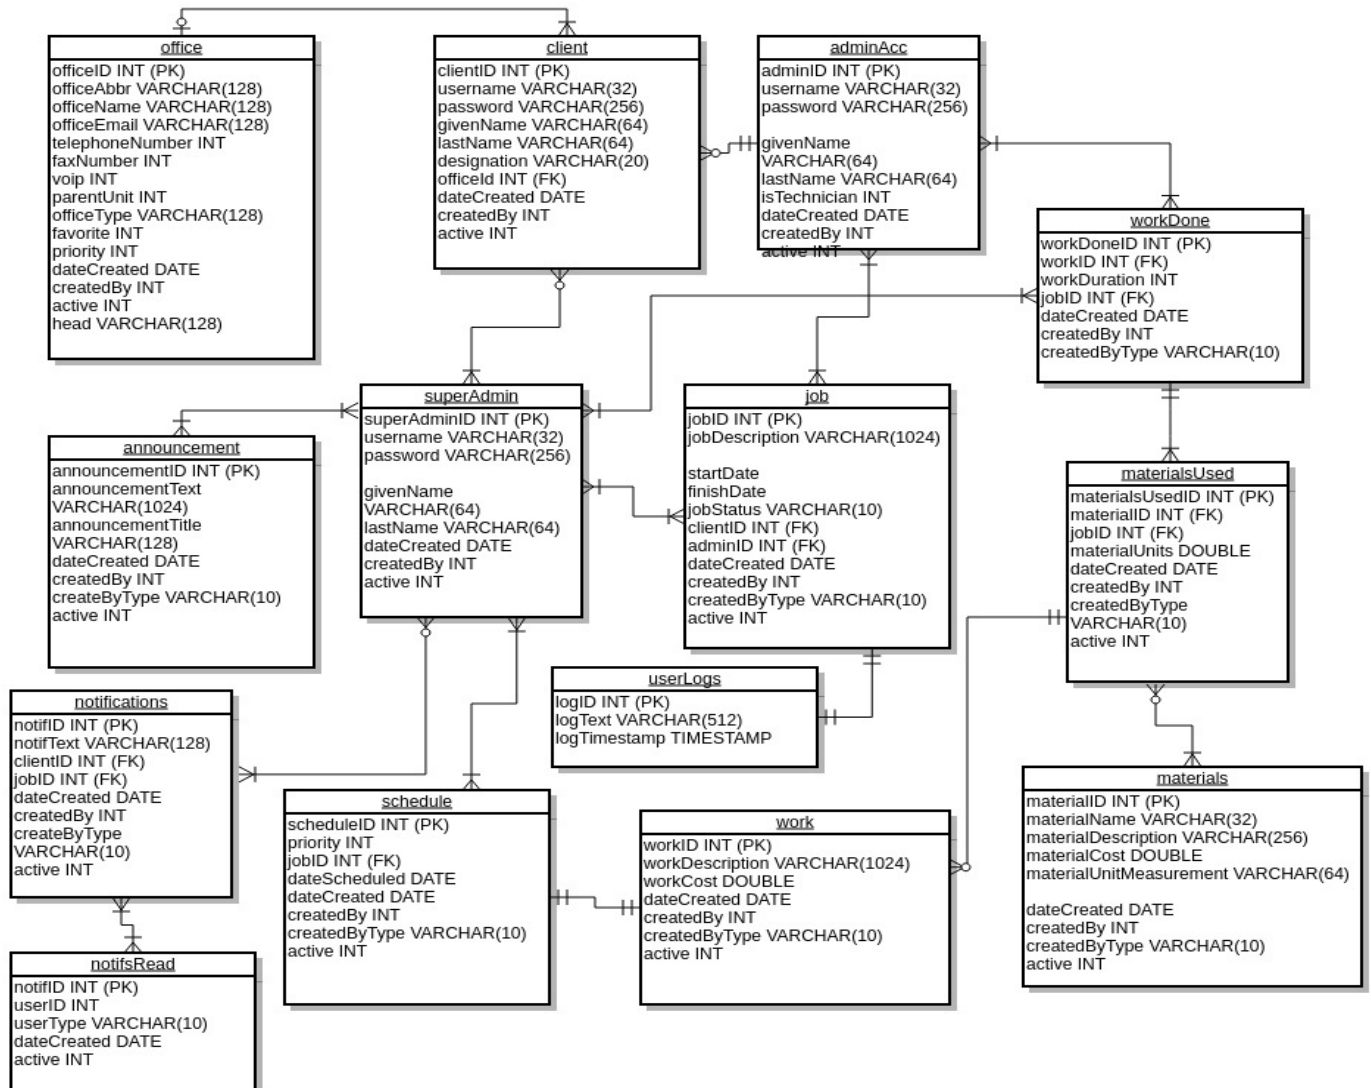 office
officeID INT (PK)
officeAbbr VARCHAR(128)
officeName VARCHAR(128)
officeEmail VARCHAR(128)
telephoneNumber INT
faxNumber INT
voip INT
parentUnit INT
officeType VARCHAR(128)
favorite INT
priority INT
dateCreated DATE
createdBy INT
active INT
head VARCHAR(128)
client
clientID INT (PK)
username VARCHAR(32)
password VARCHAR(256)
givenName VARCHAR(64)
lastName VARCHAR(64)
designation VARCHAR(20)
officeId INT (FK)
dateCreated DATE
createdBy INT
active INT
adminAcc
adminID INT (PK)
username VARCHAR(32)
password VARCHAR(256)
givenName
VARCHAR(64)
lastName VARCHAR(64)
isTechnician INT
dateCreated DATE
createdBy INT
active INT
workDone
workDoneID INT (PK)
workID INT (FK)
workDuration INT
jobID INT (FK)
dateCreated DATE
createdBy INT
createdByType VARCHAR(10)
announcement
announcementID INT (PK)
announcementText
VARCHAR(1024)
announcementTitle
VARCHAR(128)
dateCreated DATE
createdBy INT
createByType VARCHAR(10)
active INT
superAdmin
superAdminID INT (PK)
username VARCHAR(32)
password VARCHAR(256)
givenName
VARCHAR(64)
lastName VARCHAR(64)
dateCreated DATE
createdBy INT
active INT
job
jobID INT (PK)
jobDescription VARCHAR(1024)
startDate
finishDate
jobStatus VARCHAR(10)
clientID INT (FK)
adminID INT (FK)
dateCreated DATE
createdBy INT
createdByType VARCHAR(10)
active INT
materialsUsed
materialsUsedID INT (PK)
materialID INT (FK)
jobID INT (FK)
materialUnits DOUBLE
dateCreated DATE
createdBy INT
createdByType
VARCHAR(10)
active INT
notifications
notifID INT (PK)
notifText VARCHAR(128)
clientID INT (FK)
jobID INT (FK)
dateCreated DATE
createdBy INT
createByType
VARCHAR(10)
active INT
userLogs
logID INT (PK)
logText VARCHAR(512)
logTimestamp TIMESTAMP
schedule
scheduleID INT (PK)
priority INT
jobID INT (FK)
dateScheduled DATE
dateCreated DATE
createdBy INT
createdByType VARCHAR(10)
active INT
work
workID INT (PK)
workDescription VARCHAR(1024)
workCost DOUBLE
dateCreated DATE
createdBy INT
createdByType VARCHAR(10)
active INT
materials
materialID INT (PK)
materialName VARCHAR(32)
materialDescription VARCHAR(256)
materialCost DOUBLE
materialUnitMeasurement VARCHAR(64)
dateCreated DATE
createdBy INT
createdByType VARCHAR(10)
active INT
notifsRead
notifID INT (PK)
userID INT
userType VARCHAR(10)
dateCreated DATE
active INT